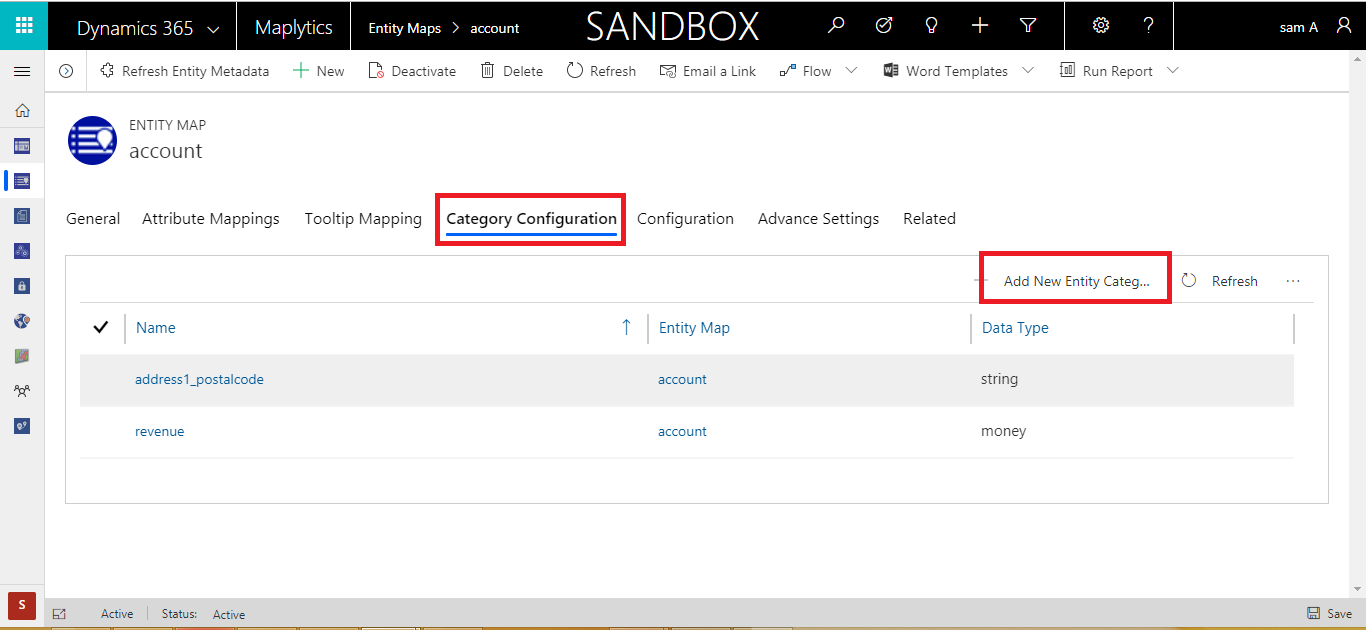 Dynamics 365 Maplytics Entity Maps > account SANDBOX ? sam A
Refresh Entity Metadata New Deactivate Delete Refresh Email a Link Flow Word Templates Run Report
ENTITY MAP
account
General Attribute Mappings Tooltip Mapping Category Configuration Configuration Advance Settings Related
Add New Entity Categ... Refresh ...
Name Entity Map Data Type
address1_postalcode account string
revenue account money
S Active Status: Active Save